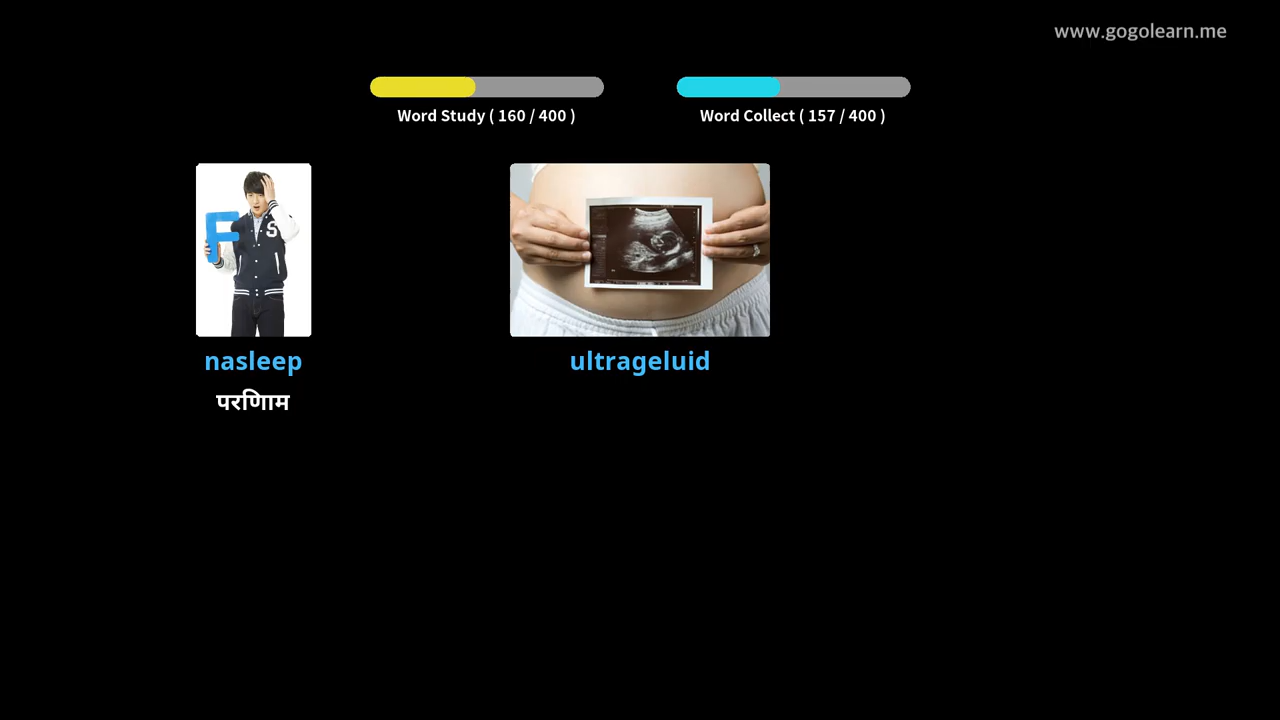 www.gogolearn.me
Word Study ( 160 / 400 )
Word Collect ( 157 / 400 )
F
S
nasleep
ultrageluid
परिणाम